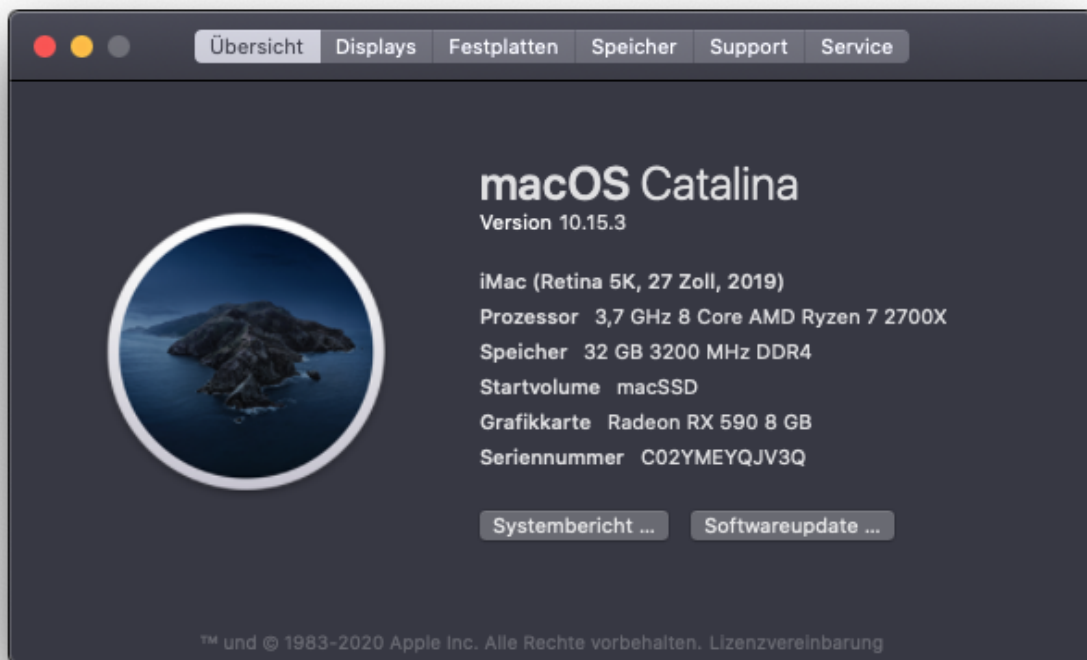 Übersicht Displays Festplatten Speicher Support Service
macOS Catalina
Version 10.15.3
iMac (Retina 5K, 27 Zoll, 2019)
Prozessor 3,7 GHz 8 Core AMD Ryzen 7 2700X
Speicher 32 GB 3200 MHz DDR4
Startvolume macSSD
Grafikkarte Radeon RX 590 8 GB
Seriennummer C02YMEYQJV3Q
Systembericht ... Softwareupdate ...
™ und © 1983-2020 Apple Inc. Alle Rechte vorbehalten. Lizenzvereinbarung